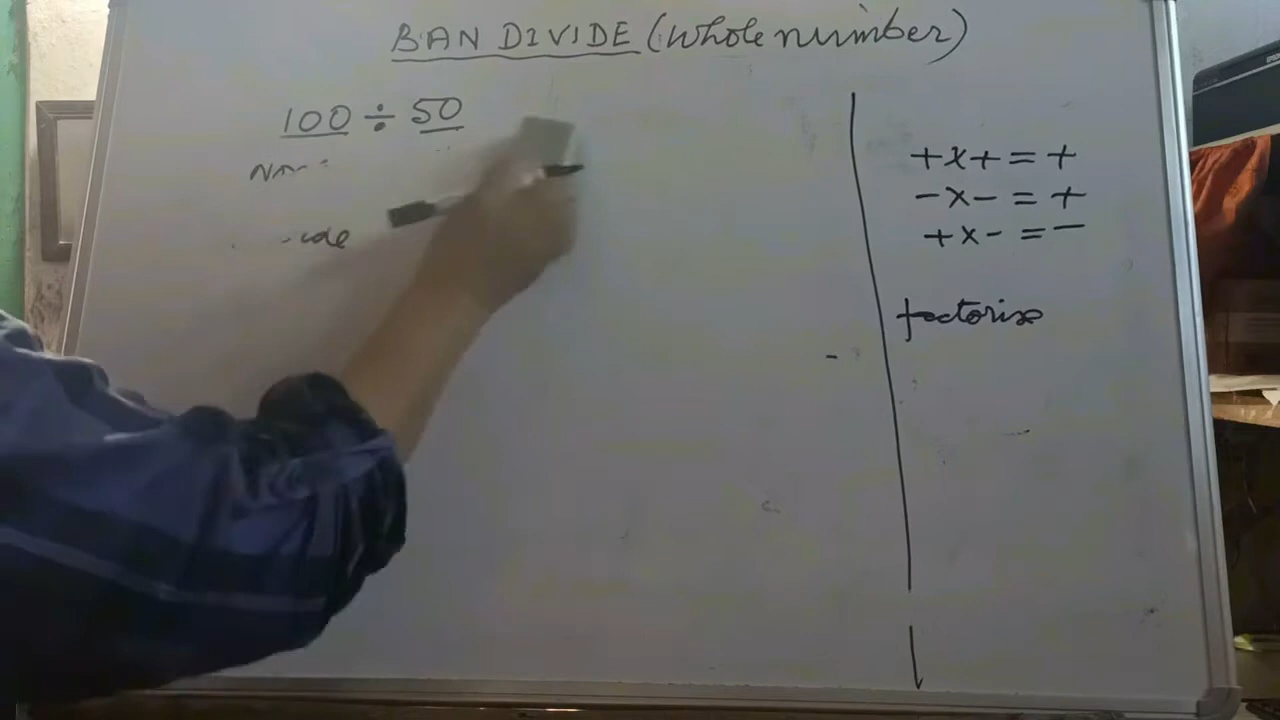 BAN DIVIDE (Whole number)
100 ÷ 50
+ x + = +
- x - = +
+ x - = -
factorise